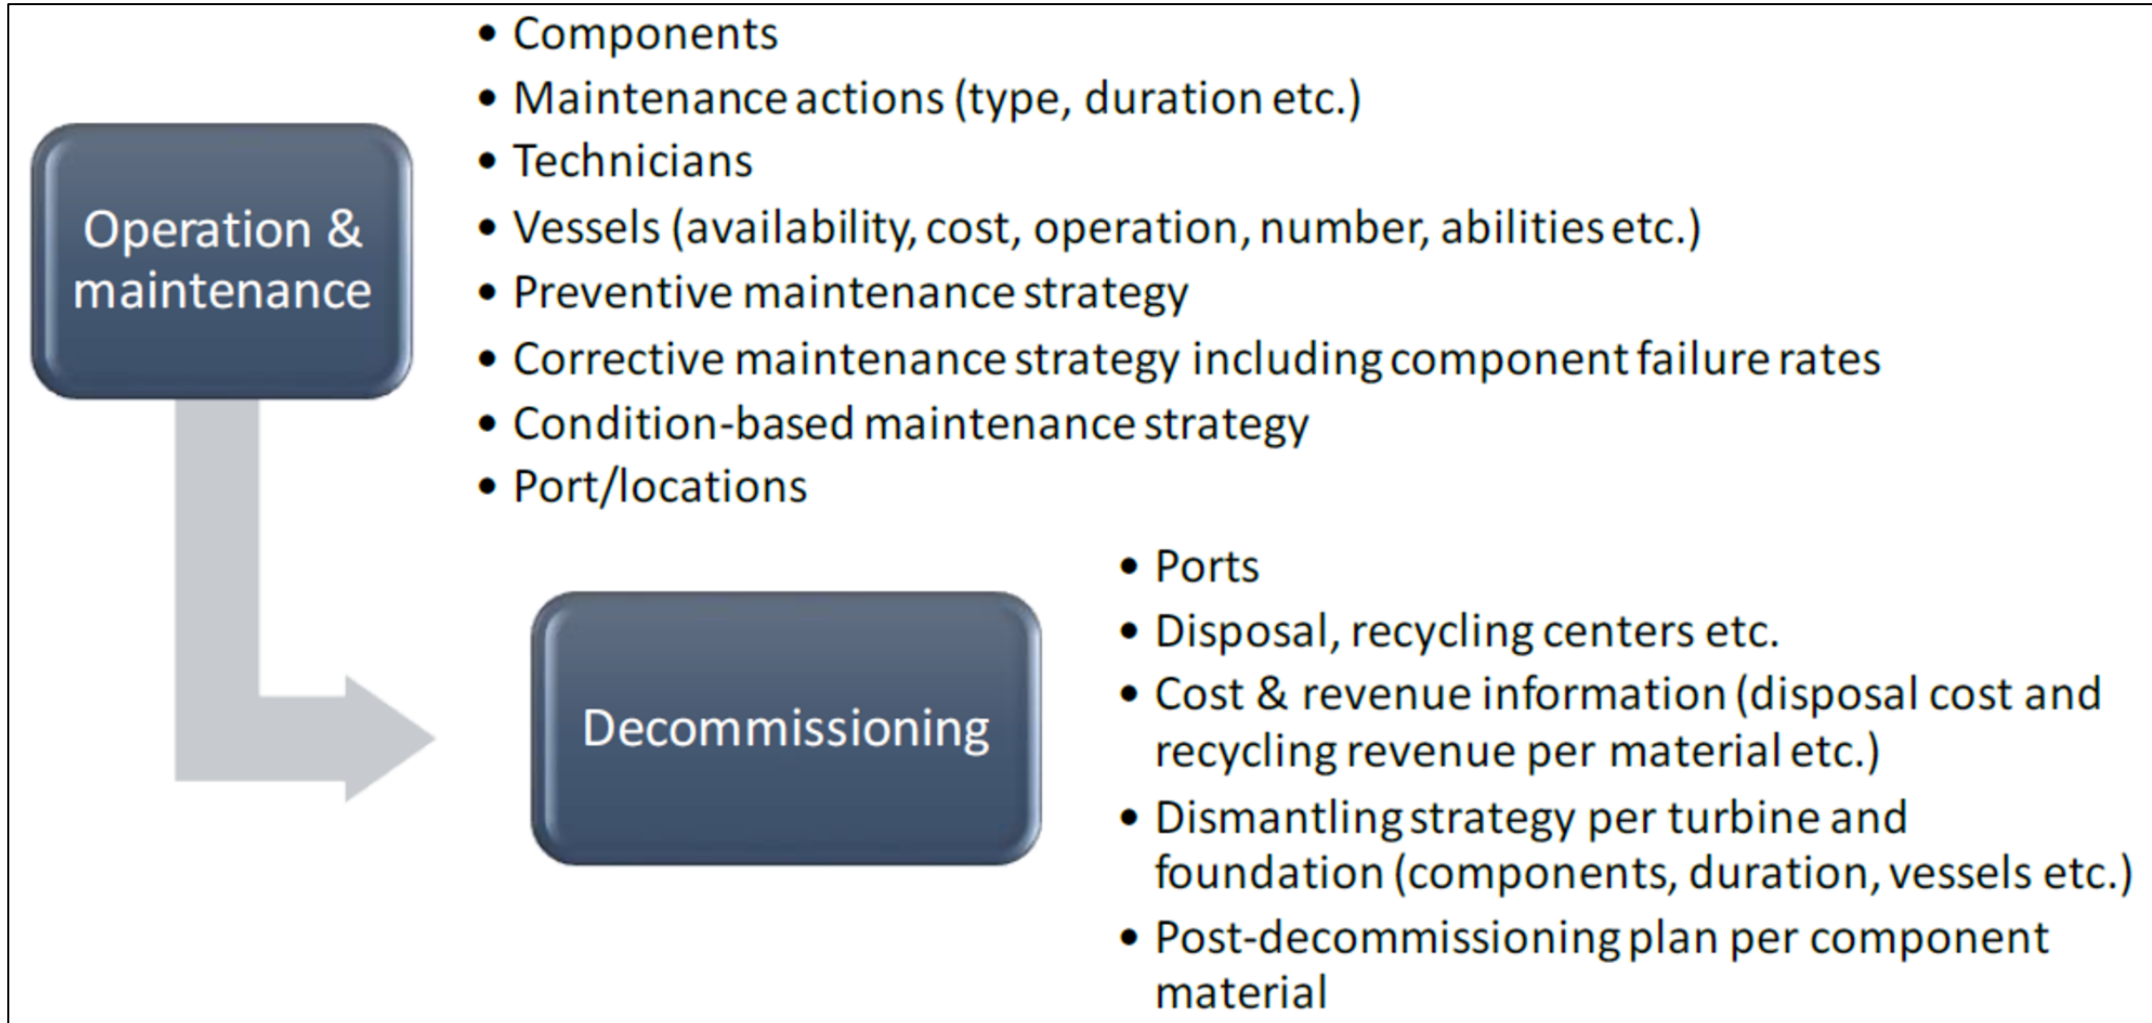 • Components
• Maintenance actions (type, duration etc.)
• Technicians
• Vessels (availability, cost, operation, number, abilities etc.)
• Preventive maintenance strategy
• Corrective maintenance strategy including component failure rates
• Condition-based maintenance strategy
• Port/locations
Operation &
maintenance
Decommissioning
• Ports
• Disposal, recycling centers etc.
• Cost & revenue information (disposal cost and
recycling revenue per material etc.)
• Dismantling strategy per turbine and
foundation (components, duration, vessels etc.)
• Post-decommissioning plan per component
material